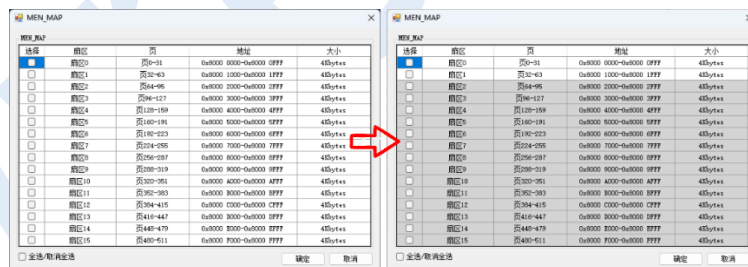 MEN_MAP
MEN_MAP
选择 扇区 页 地址 大小
扇区0 页0-31 0x8000 0000-0x8000 0FFF 4Kbytes
扇区1 页32-63 0x8000 1000-0x8000 1FFF 4Kbytes
扇区2 页64-95 0x8000 2000-0x8000 2FFF 4Kbytes
扇区3 页96-127 0x8000 3000-0x8000 3FFF 4Kbytes
扇区4 页128-159 0x8000 4000-0x8000 4FFF 4Kbytes
扇区5 页160-191 0x8000 5000-0x8000 5FFF 4Kbytes
扇区6 页192-223 0x8000 6000-0x8000 6FFF 4Kbytes
扇区7 页224-255 0x8000 7000-0x8000 7FFF 4Kbytes
扇区8 页256-287 0x8000 8000-0x8000 8FFF 4Kbytes
扇区9 页288-319 0x8000 9000-0x8000 9FFF 4Kbytes
扇区10 页320-351 0x8000 A000-0x8000 AFFF 4Kbytes
扇区11 页352-383 0x8000 B000-0x8000 BFFF 4Kbytes
扇区12 页384-415 0x8000 C000-0x8000 CFFF 4Kbytes
扇区13 页416-447 0x8000 D000-0x8000 DFFF 4Kbytes
扇区14 页448-479 0x8000 E000-0x8000 EFFF 4Kbytes
扇区15 页480-511 0x8000 F000-0x8000 FFFF 4Kbytes
全选/取消全选
确定 取消
MEN_MAP
MEN_MAP
选择 扇区 页 地址 大小
扇区0 页0-31 0x8000 0000-0x8000 0FFF 4Kbytes
扇区1 页32-63 0x8000 1000-0x8000 1FFF 4Kbytes
扇区2 页64-95 0x8000 2000-0x8000 2FFF 4Kbytes
扇区3 页96-127 0x8000 3000-0x8000 3FFF 4Kbytes
扇区4 页128-159 0x8000 4000-0x8000 4FFF 4Kbytes
扇区5 页160-191 0x8000 5000-0x8000 5FFF 4Kbytes
扇区6 页192-223 0x8000 6000-0x8000 6FFF 4Kbytes
扇区7 页224-255 0x8000 7000-0x8000 7FFF 4Kbytes
扇区8 页256-287 0x8000 8000-0x8000 8FFF 4Kbytes
扇区9 页288-319 0x8000 9000-0x8000 9FFF 4Kbytes
扇区10 页320-351 0x8000 A000-0x8000 AFFF 4Kbytes
扇区11 页352-383 0x8000 B000-0x8000 BFFF 4Kbytes
扇区12 页384-415 0x8000 C000-0x8000 CFFF 4Kbytes
扇区13 页416-447 0x8000 D000-0x8000 DFFF 4Kbytes
扇区14 页448-479 0x8000 E000-0x8000 EFFF 4Kbytes
扇区15 页480-511 0x8000 F000-0x8000 FFFF 4Kbytes
全选/取消全选
确定 取消